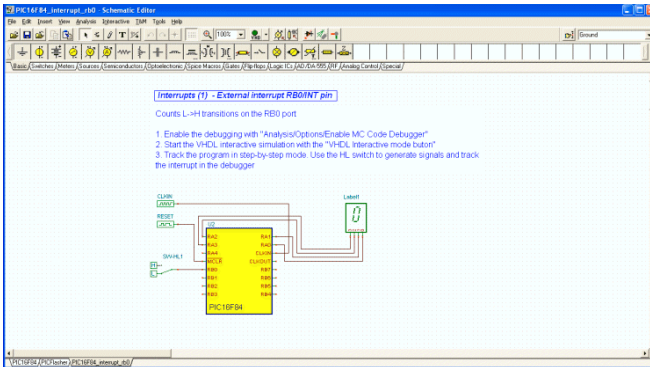 PIC16F84_interrupt_rb0 - Schematic Editor
File Edit Insert View Analysis Interactive T&M Tools Help
100%
Ground
Basic Switches Meters Sources Semiconductors Optoelectronic Spice Macros Gates Flip-flops Logic ICs AD/DA-555 RF Analog Control Special
Interrupts (1) - External interrupt RB0/INT pin
Counts L->H transitions on the RB0 port
1. Enable the debugging with "Analysis/Options/Enable MC Code Debugger"
2. Start the VHDL interactive simulation with the "VHDL Interactive mode buton"
3. Track the program in step-by-step mode. Use the HL switch to generate signals and track
the interrupt in the debugger
CLKIN
Label1
RESET
U2
RA2 RA1
RA3 RA0
RA4 CLKIN
SW-HL1
MCLR CLKOUT
H
RB0 RB7
L
RB1 RB6
RB2 RB5
RB3 RB4
PIC16F84
PIC16F84 PICFlasher PIC16F84_interrupt_rb0